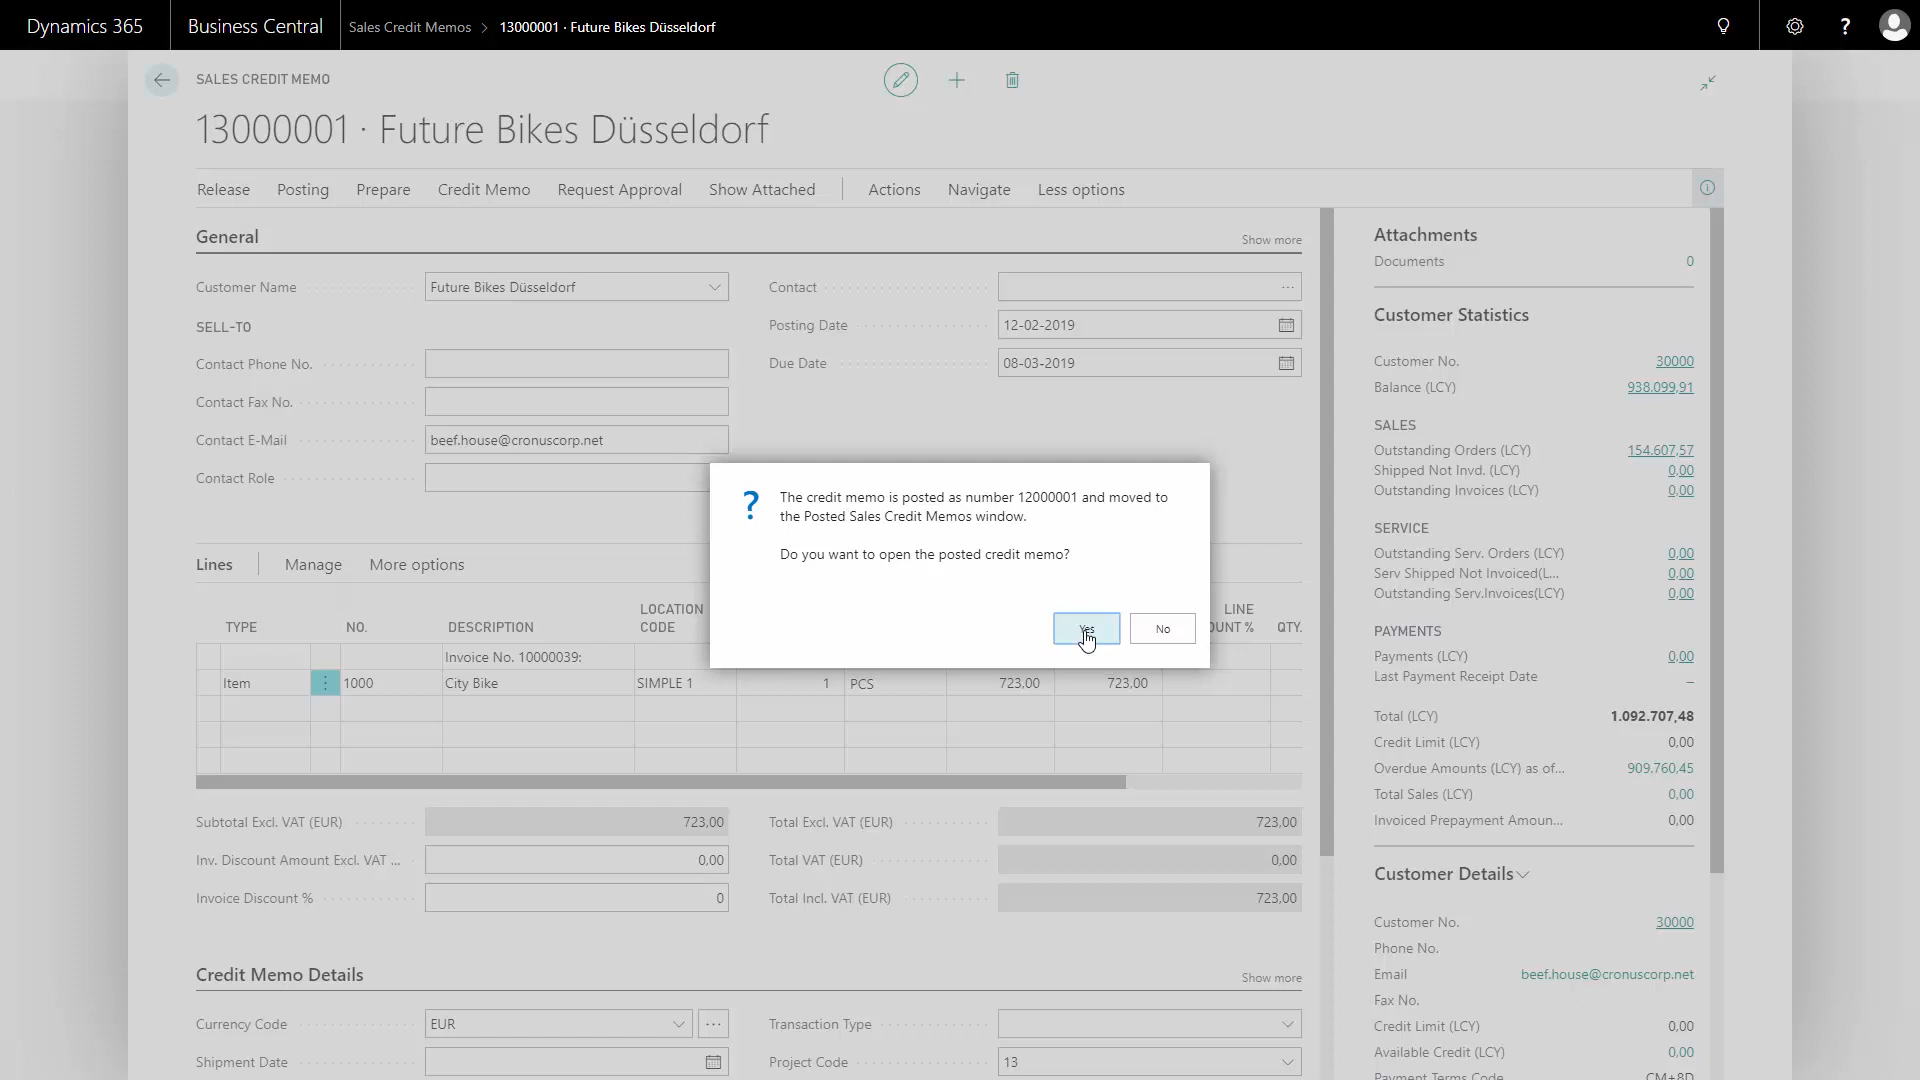 Dynamics 365
Business Central
Sales Credit Memos > 13000001 · Future Bikes Düsseldorf
?
SALES CREDIT MEMO
13000001 · Future Bikes Düsseldorf
Release Posting Prepare Credit Memo Request Approval Show Attached Actions Navigate Less options
General
Show more
Customer Name Future Bikes Düsseldorf
SELL-TO
Contact Phone No.
Contact Fax No.
Contact E-Mail beef.house@cronuscorp.net
Contact Role
Contact ...
Posting Date 12-02-2019
Due Date 08-03-2019
? The credit memo is posted as number 12000001 and moved to
the Posted Sales Credit Memos window.
Do you want to open the posted credit memo?
Yes No
Lines Manage More options
TYPE NO. DESCRIPTION LOCATION CODE LINE OUNT % QTY.
Invoice No. 10000039:
Item 1000 City Bike SIMPLE 1 1 PCS 723,00 723,00
Subtotal Excl. VAT (EUR) 723,00
Inv. Discount Amount Excl. VAT ... 0,00
Invoice Discount % 0
Total Excl. VAT (EUR) 723,00
Total VAT (EUR) 0,00
Total Incl. VAT (EUR) 723,00
Credit Memo Details
Show more
Currency Code EUR ...
Shipment Date
Transaction Type
Project Code 13
Attachments
Documents 0
Customer Statistics
Customer No. 30000
Balance (LCY) 938.099,91
SALES
Outstanding Orders (LCY) 154.607,57
Shipped Not Invd. (LCY) 0,00
Outstanding Invoices (LCY) 0,00
SERVICE
Outstanding Serv. Orders (LCY) 0,00
Serv Shipped Not Invoiced(L... 0,00
Outstanding Serv.Invoices(LCY) 0,00
PAYMENTS
Payments (LCY) 0,00
Last Payment Receipt Date _
Total (LCY) 1.092.707,48
Credit Limit (LCY) 0,00
Overdue Amounts (LCY) as of... 909.760,45
Total Sales (LCY) 0,00
Invoiced Prepayment Amoun... 0,00
Customer Details
Customer No. 30000
Phone No.
Email beef.house@cronuscorp.net
Fax No.
Credit Limit (LCY) 0,00
Available Credit (LCY) 0,00
Payment Terms Code CM+8D